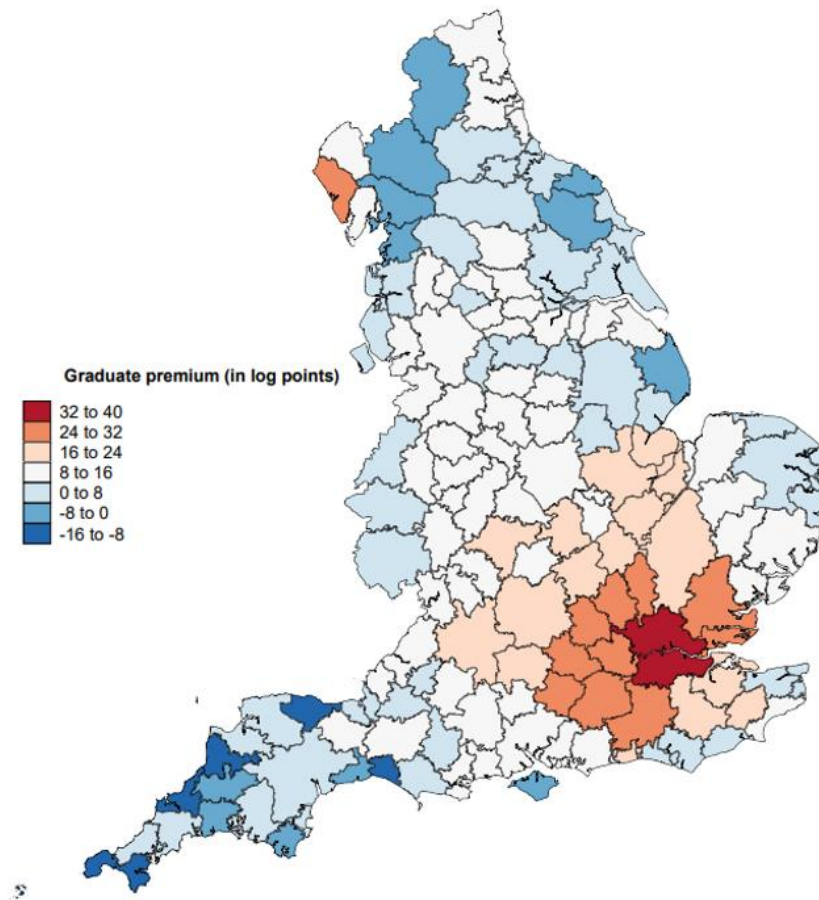 Graduate premium (in log points)
32 to 40
24 to 32
16 to 24
8 to 16
0 to 8
-8 to 0
-16 to -8